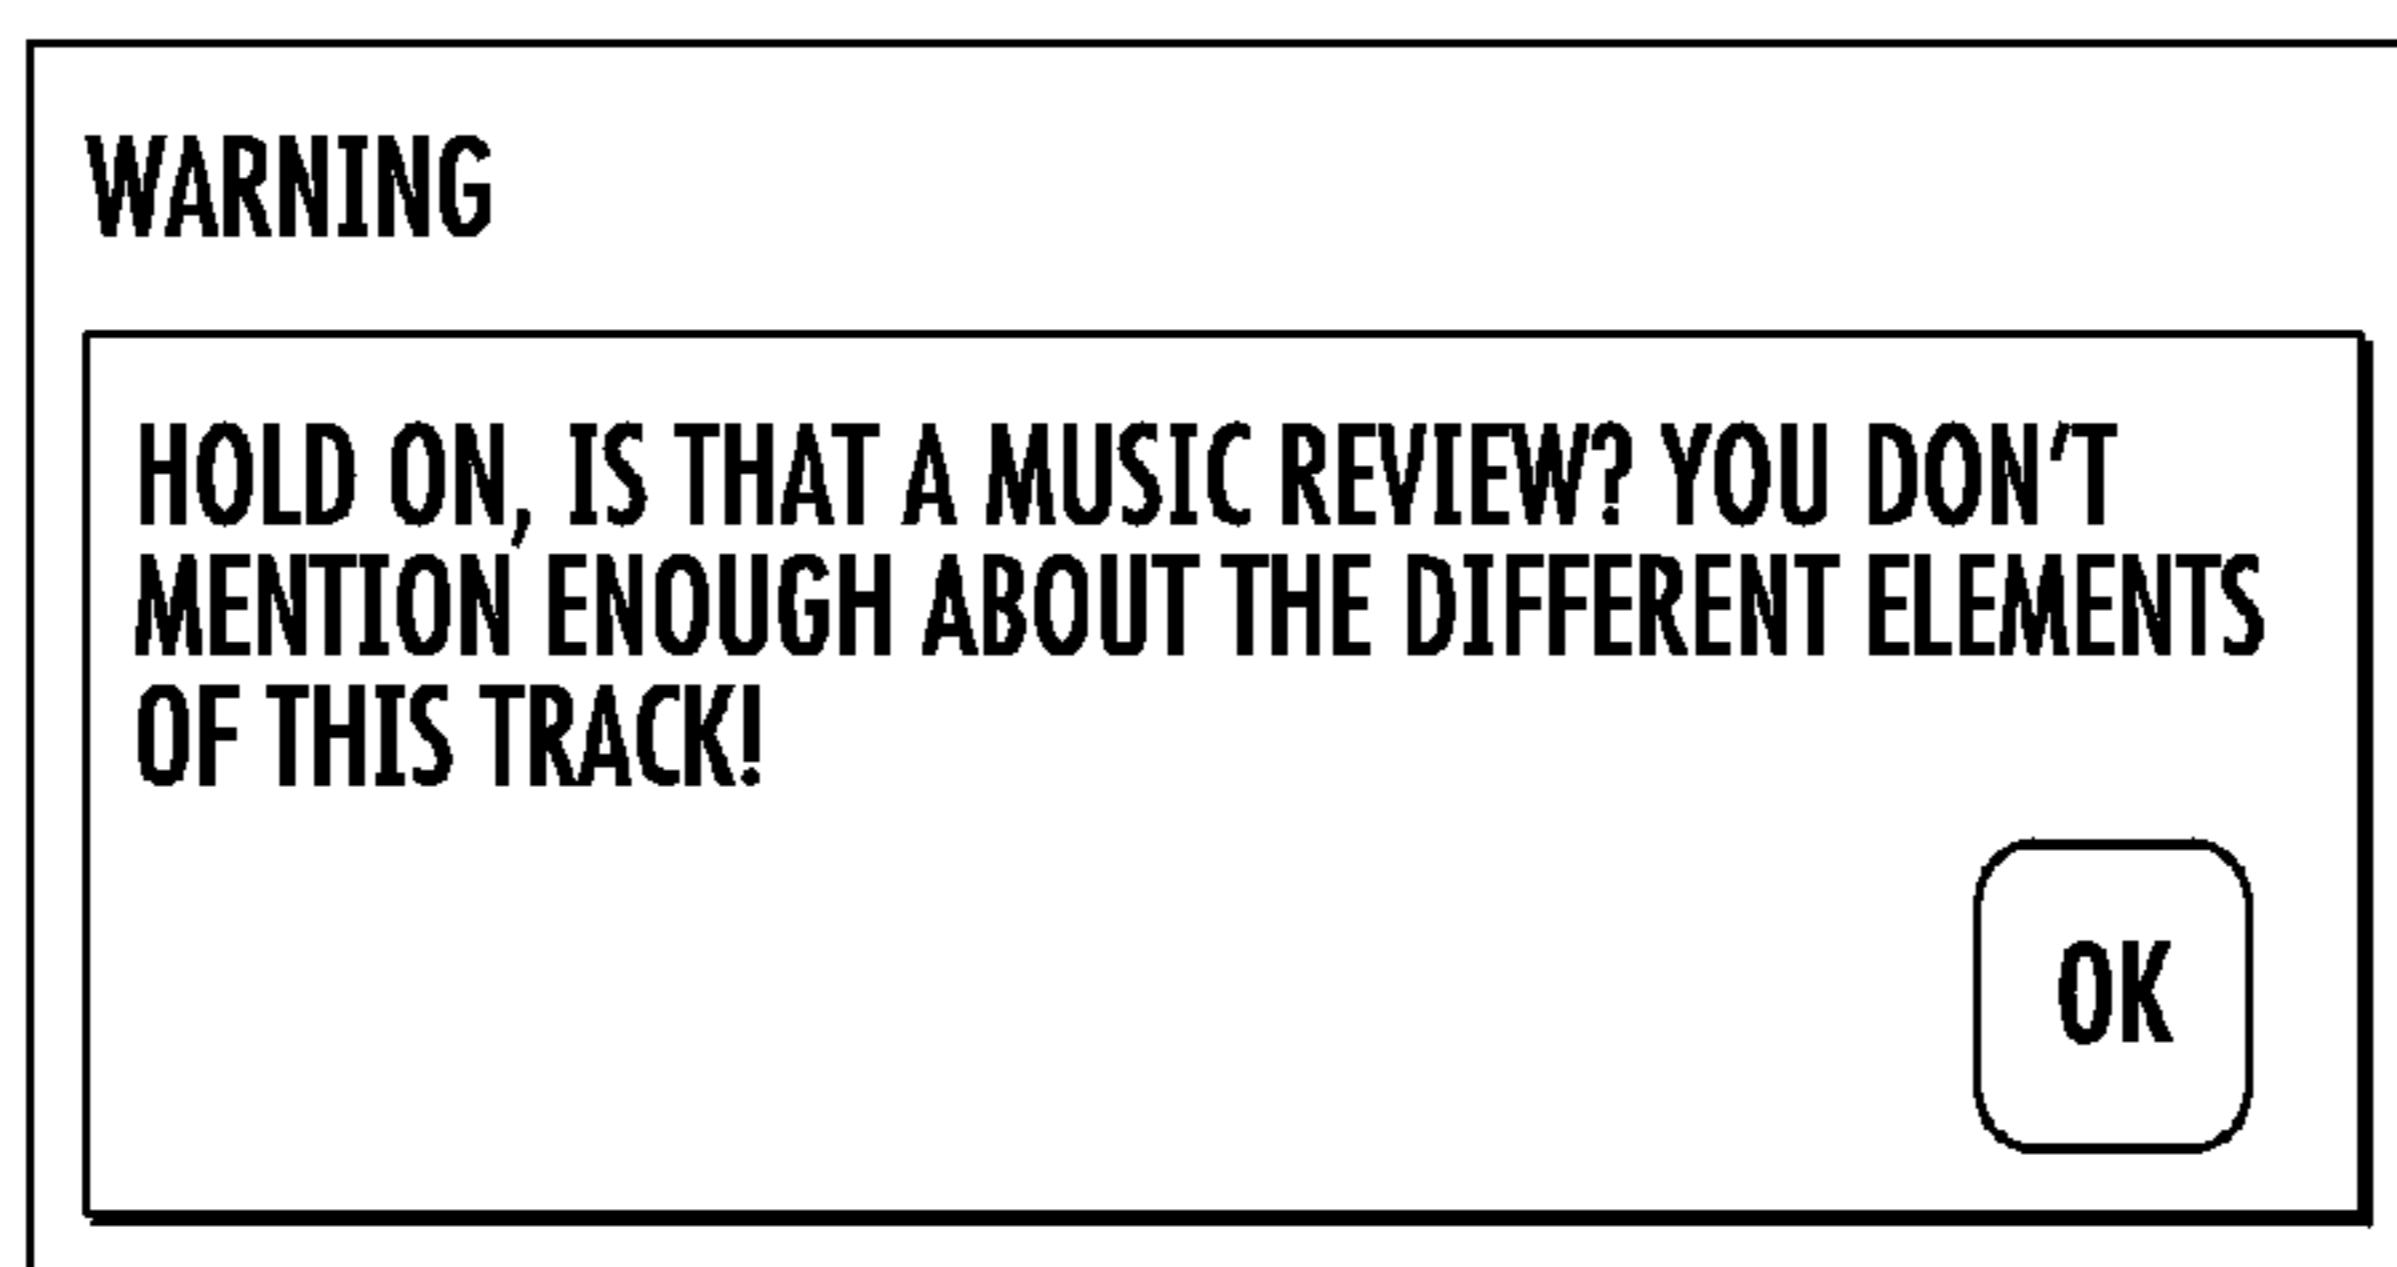 WARNING
HOLD ON, IS THAT A MUSIC REVIEW? YOU DON'T
MENTION ENOUGH ABOUT THE DIFFERENT ELEMENTS
OF THIS TRACK!
OK